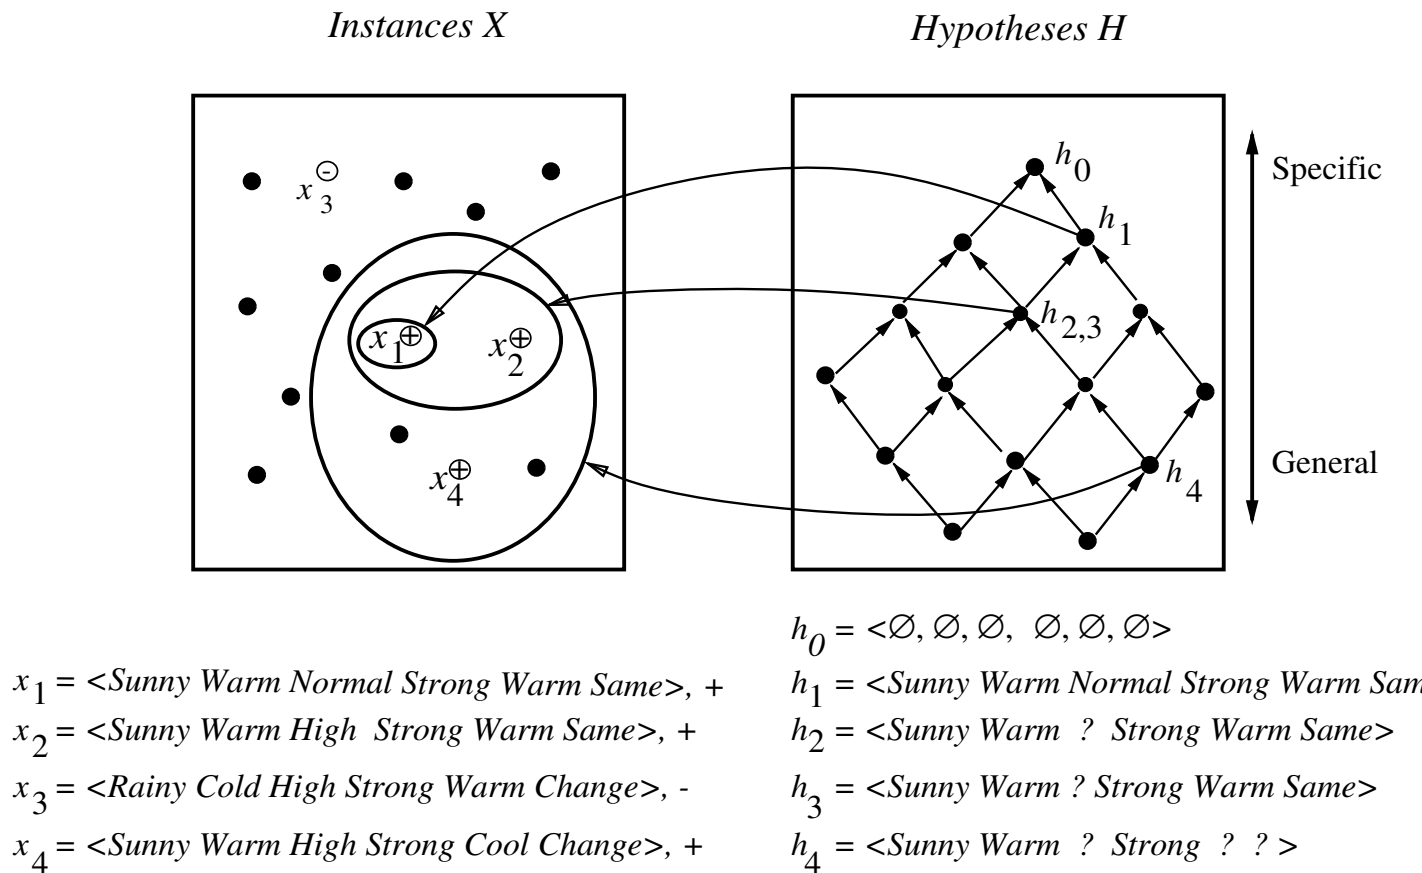 Instances X
Hypotheses H
x3 -
h0
Specific
h1
h2,3
x1 +
x2 +
x4 +
h4
General
h0 = <∅, ∅, ∅, ∅, ∅, ∅>
x1 = <Sunny Warm Normal Strong Warm Same>, +
h1 = <Sunny Warm Normal Strong Warm Sam
x2 = <Sunny Warm High Strong Warm Same>, +
h2 = <Sunny Warm ? Strong Warm Same>
x3 = <Rainy Cold High Strong Warm Change>, -
h3 = <Sunny Warm ? Strong Warm Same>
x4 = <Sunny Warm High Strong Cool Change>, +
h4 = <Sunny Warm ? Strong ? ? >